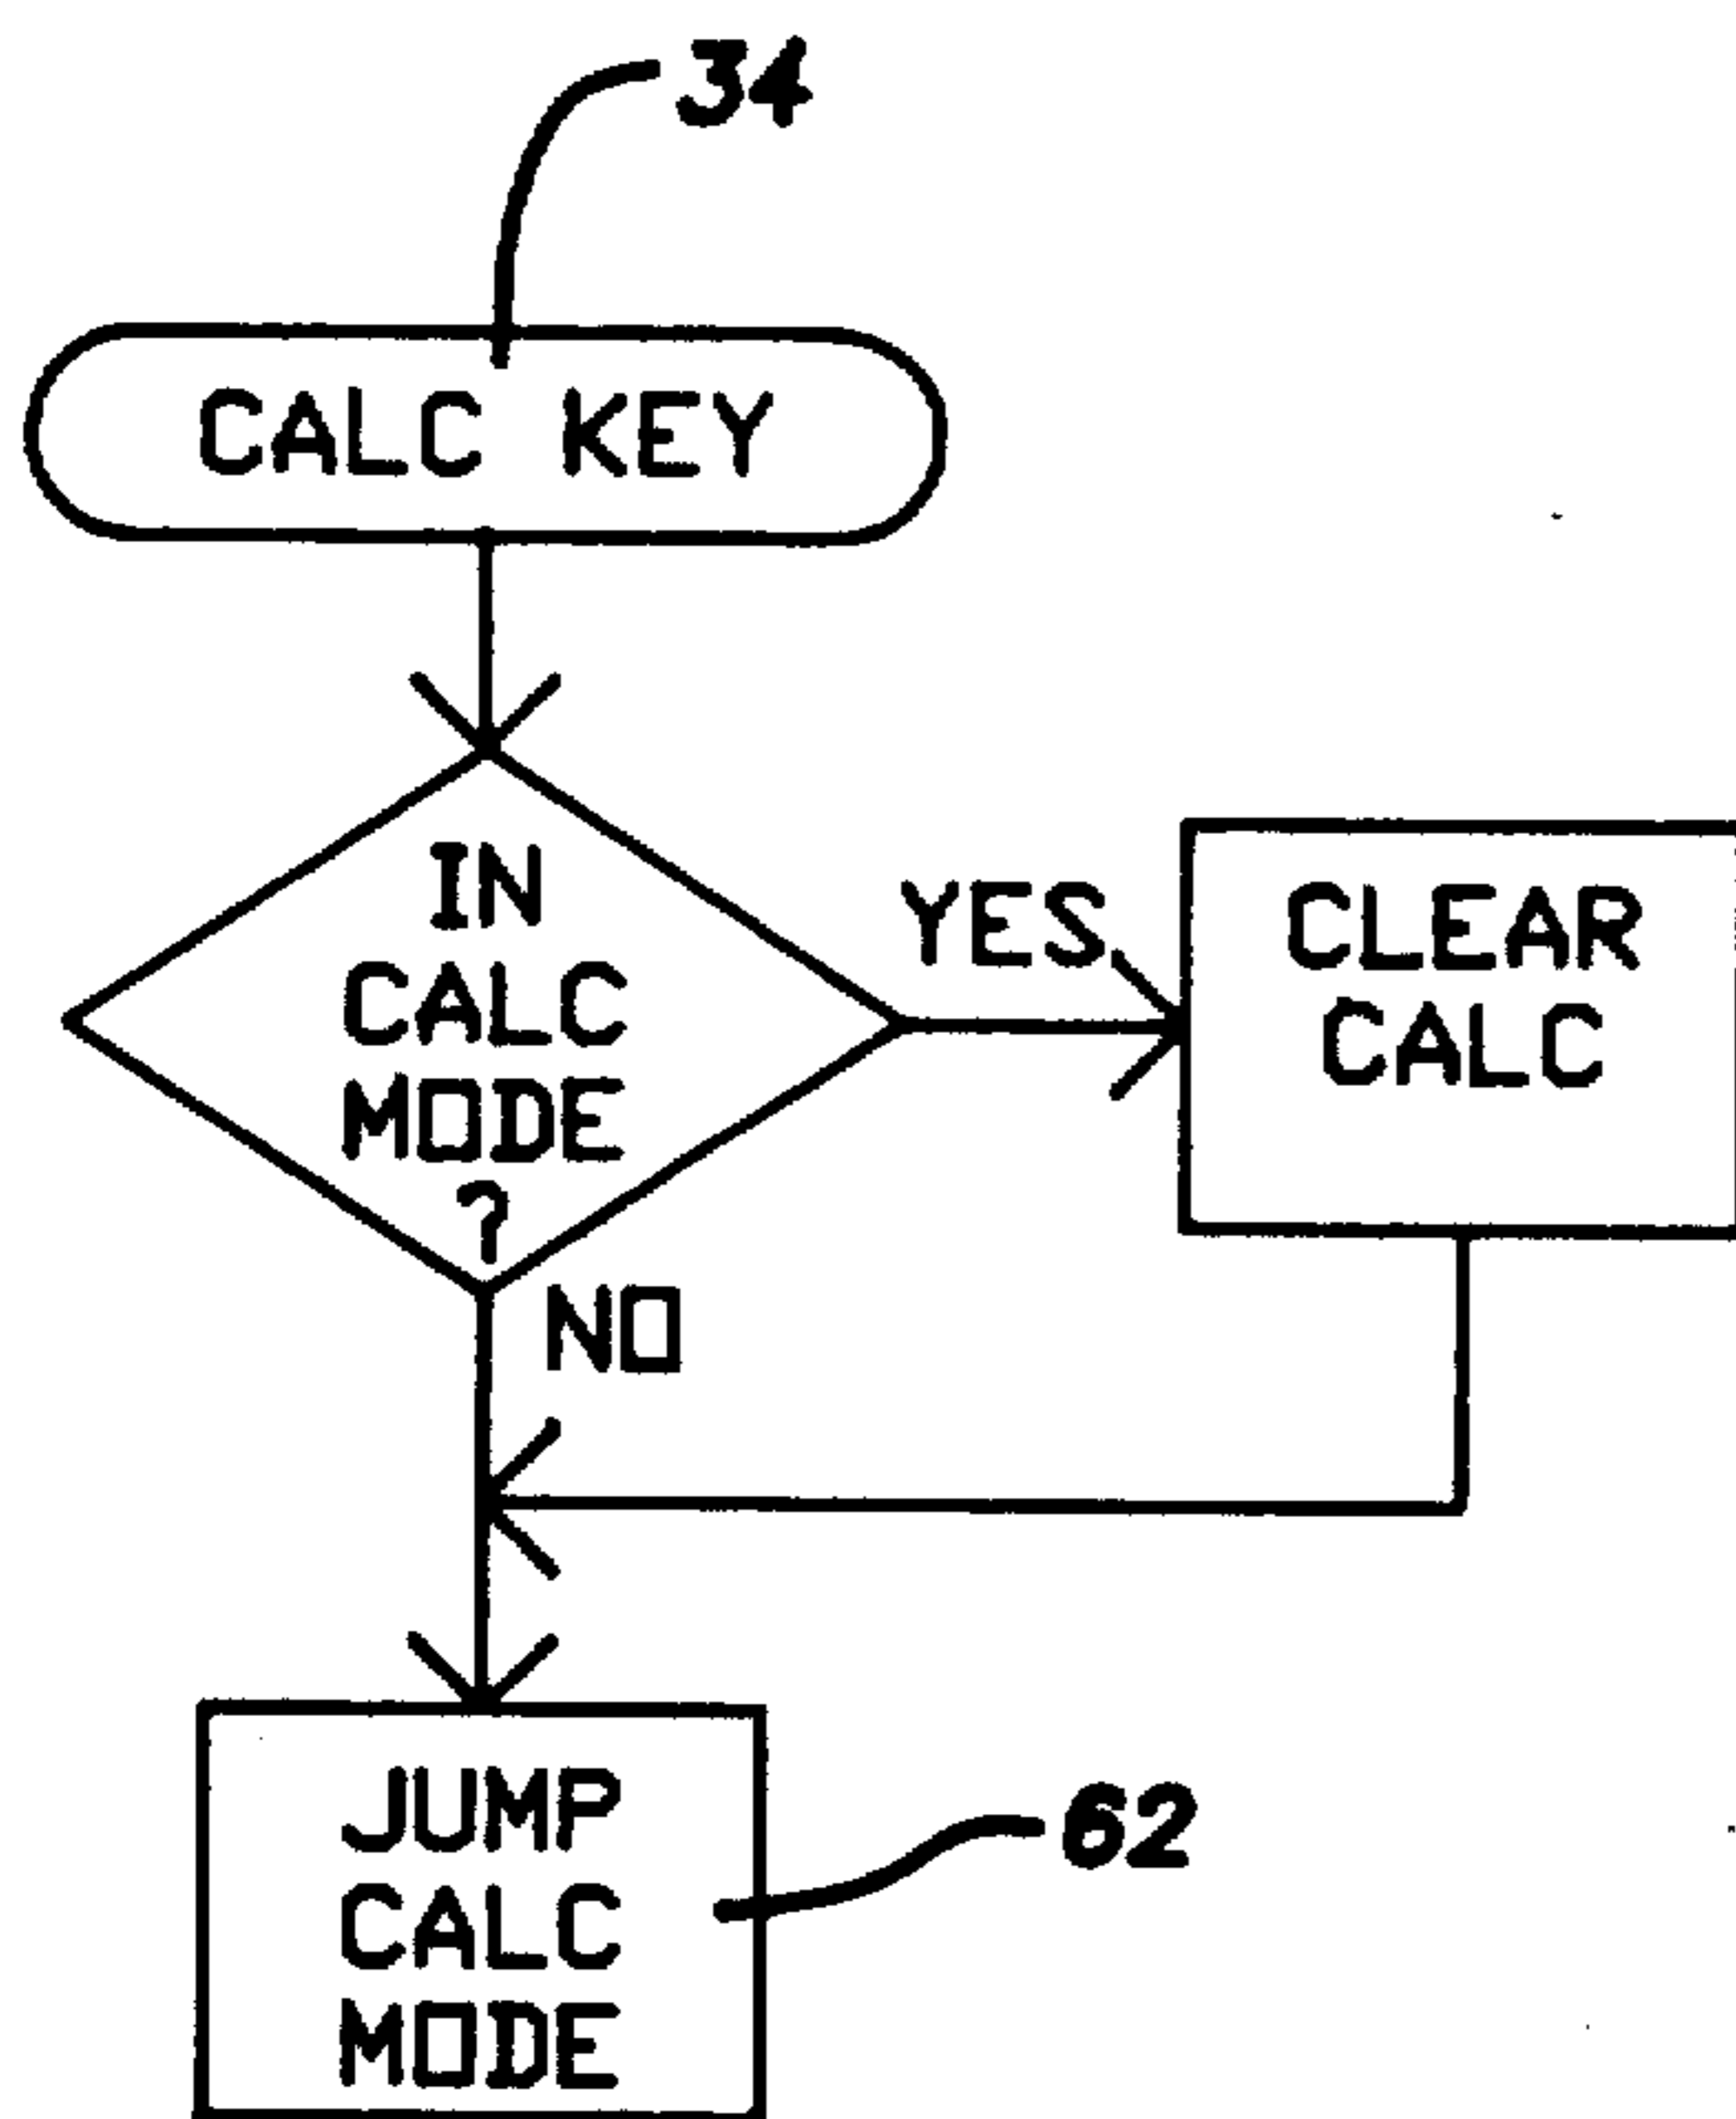 34
CALC KEY
IN
CALC
MODE
?
YES
CLEAR
CALC
NO
JUMP
CALC
MODE
62